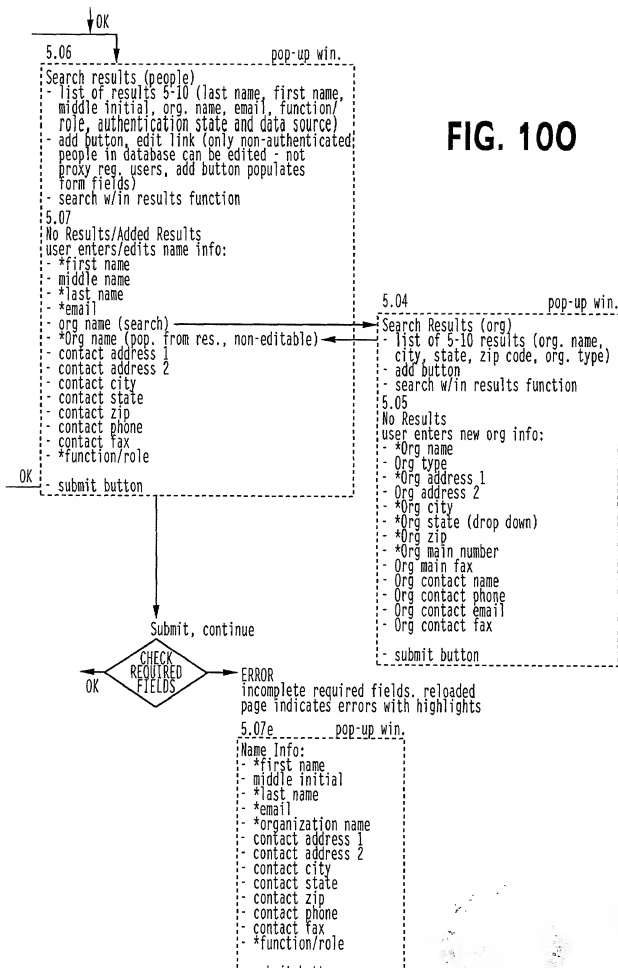 OK
5.06 pop-up win.
Search results (people)
- list of results 5-10 (last name, first name,
middle initial, org. name, email, function/
role, authentication state and data source)
- add button, edit link (only non-authenticated
people in database can be edited - not
proxy reg. users, add button populates
form fields)
- search w/in results function
5.07
No Results/Added Results
user enters/edits name info:
- *first name
- middle name
- *last name
- *email
- org name (search)
- *Org name (pop. from res., non-editable)
- contact address 1
- contact address 2
- contact city
- contact state
- contact zip
- contact phone
- contact fax
- *function/role
OK
- submit button
FIG. 10O
5.04 pop-up win.
Search Results (org)
- list of 5-10 results (org. name,
city, state, zip code, org. type)
- add button
- search w/in results function
5.05
No Results
user enters new org info:
- *Org name
- Org type
- *Org address 1
- Org address 2
- *Org city
- *Org state (drop down)
- *Org zip
- *Org main number
- Org main fax
- Org contact name
- Org contact phone
- Org contact email
- Org contact fax
- submit button
Submit, continue
CHECK
REQUIRED
FIELDS
OK
ERROR
incomplete required fields. reloaded
page indicates errors with highlights
5.07e pop-up win.
Name Info:
- *first name
- middle initial
- *last name
- *email
- *organization name
- contact address 1
- contact address 2
- contact city
- contact state
- contact zip
- contact phone
- contact fax
- *function/role